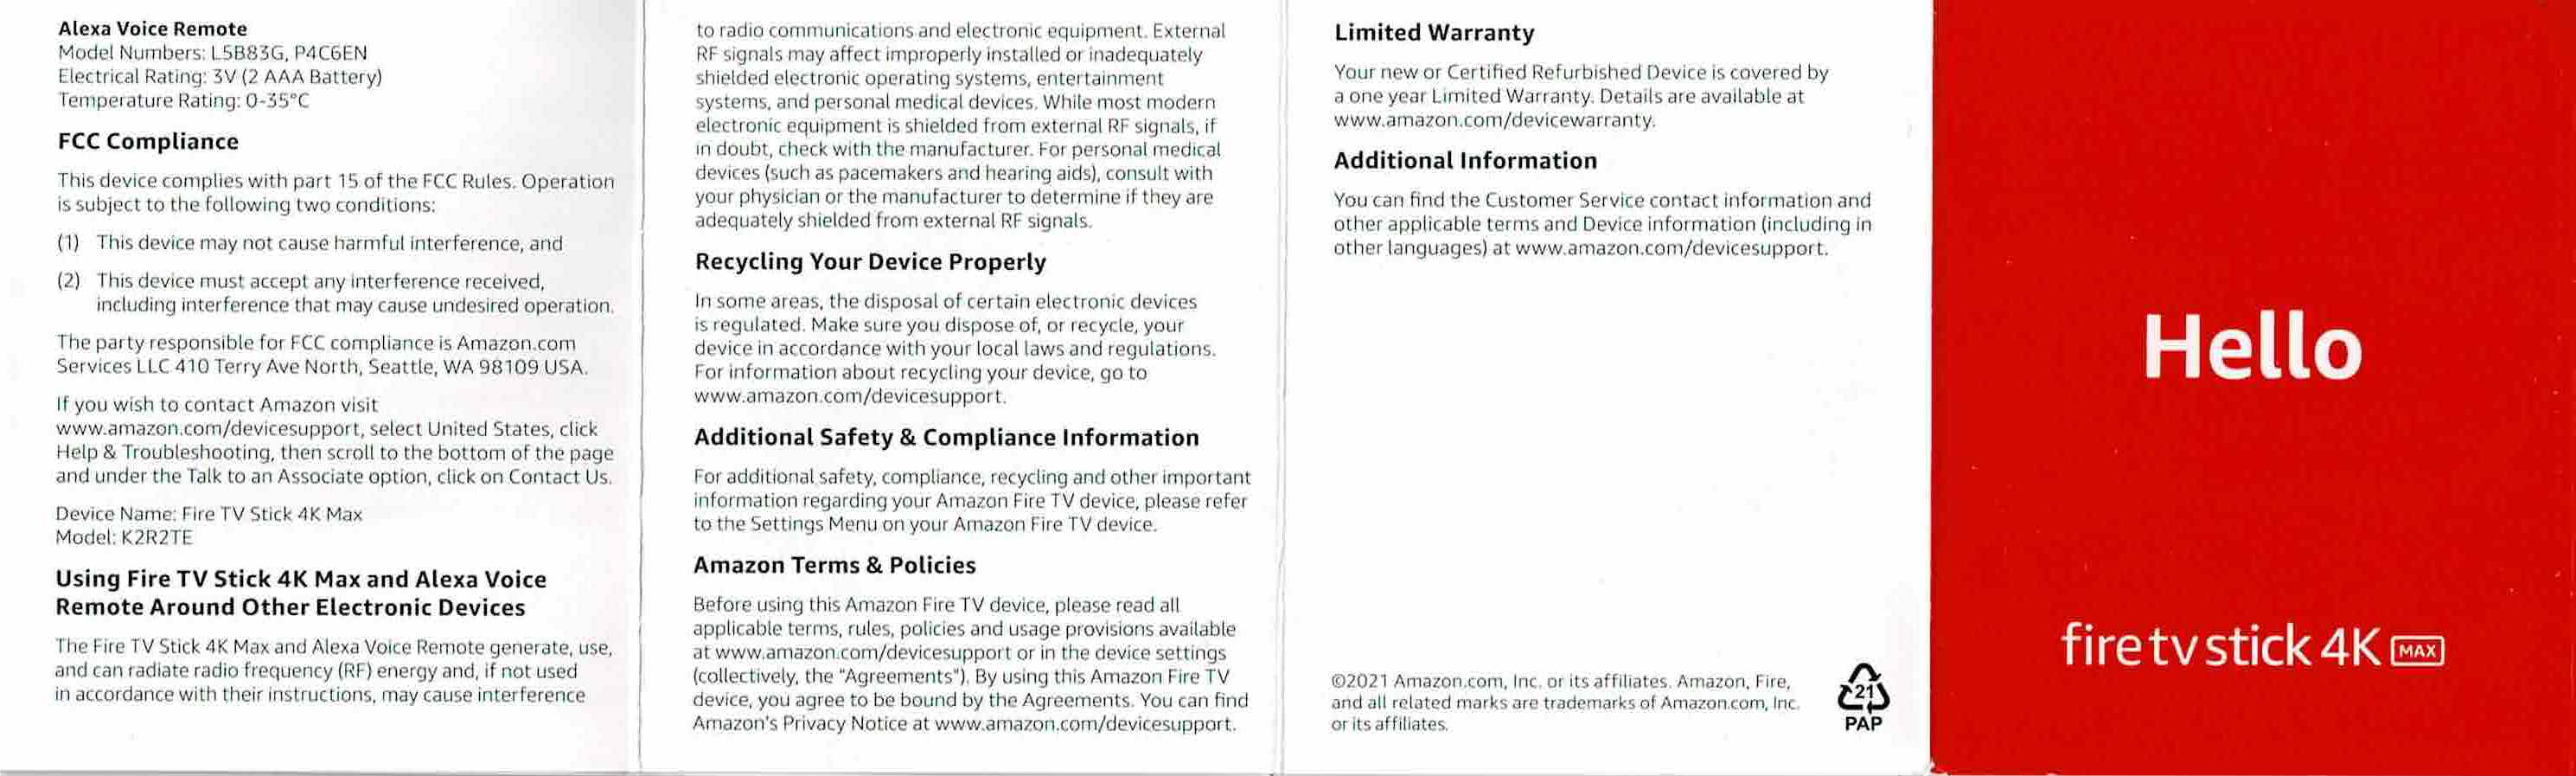 Alexa Voice Remote
Model Numbers: L5B83G, P4C6EN
Electrical Rating: 3V (2 AAA Battery)
Temperature Rating: 0-35°C
FCC Compliance
This device complies with part 15 of the FCC Rules. Operation
is subject to the following two conditions:
(1) This device may not cause harmful interference, and
(2) This device must accept any interference received,
including interference that may cause undesired operation.
The party responsible for FCC compliance is Amazon.com
Services LLC 410 Terry Ave North, Seattle, WA 98109 USA.
If you wish to contact Amazon visit
www.amazon.com/devicesupport, select United States, click
Help & Troubleshooting, then scroll to the bottom of the page
and under the Talk to an Associate option, click on Contact Us.
Device Name: Fire TV Stick 4K Max
Model: K2R2TE
Using Fire TV Stick 4K Max and Alexa Voice
Remote Around Other Electronic Devices
The Fire TV Stick 4K Max and Alexa Voice Remote generate, use,
and can radiate radio frequency (RF) energy and, if not used
in accordance with their instructions, may cause interference
to radio communications and electronic equipment. External
RF signals may affect improperly installed or inadequately
shielded electronic operating systems, entertainment
systems, and personal medical devices. While most modern
electronic equipment is shielded from external RF signals, if
in doubt, check with the manufacturer. For personal medical
devices (such as pacemakers and hearing aids), consult with
your physician or the manufacturer to determine if they are
adequately shielded from external RF signals.
Recycling Your Device Properly
In some areas, the disposal of certain electronic devices
is regulated. Make sure you dispose of, or recycle, your
device in accordance with your local laws and regulations.
For information about recycling your device, go to
www.amazon.com/devicesupport.
Additional Safety & Compliance Information
For additional safety, compliance, recycling and other important
information regarding your Amazon Fire TV device, please refer
to the Settings Menu on your Amazon Fire TV device.
Amazon Terms & Policies
Before using this Amazon Fire TV device, please read all
applicable terms, rules, policies and usage provisions available
at www.amazon.com/devicesupport or in the device settings
(collectively, the "Agreements"). By using this Amazon Fire TV
device, you agree to be bound by the Agreements. You can find
Amazon's Privacy Notice at www.amazon.com/devicesupport.
Limited Warranty
Your new or Certified Refurbished Device is covered by
a one year Limited Warranty. Details are available at
www.amazon.com/devicewarranty.
Additional Information
You can find the Customer Service contact information and
other applicable terms and Device information (including in
other languages) at www.amazon.com/devicesupport.
©2021 Amazon.com, Inc. or its affiliates. Amazon, Fire,
and all related marks are trademarks of Amazon.com, Inc.
or its affiliates.
21
PAP
Hello
fire tv stick 4K MAX